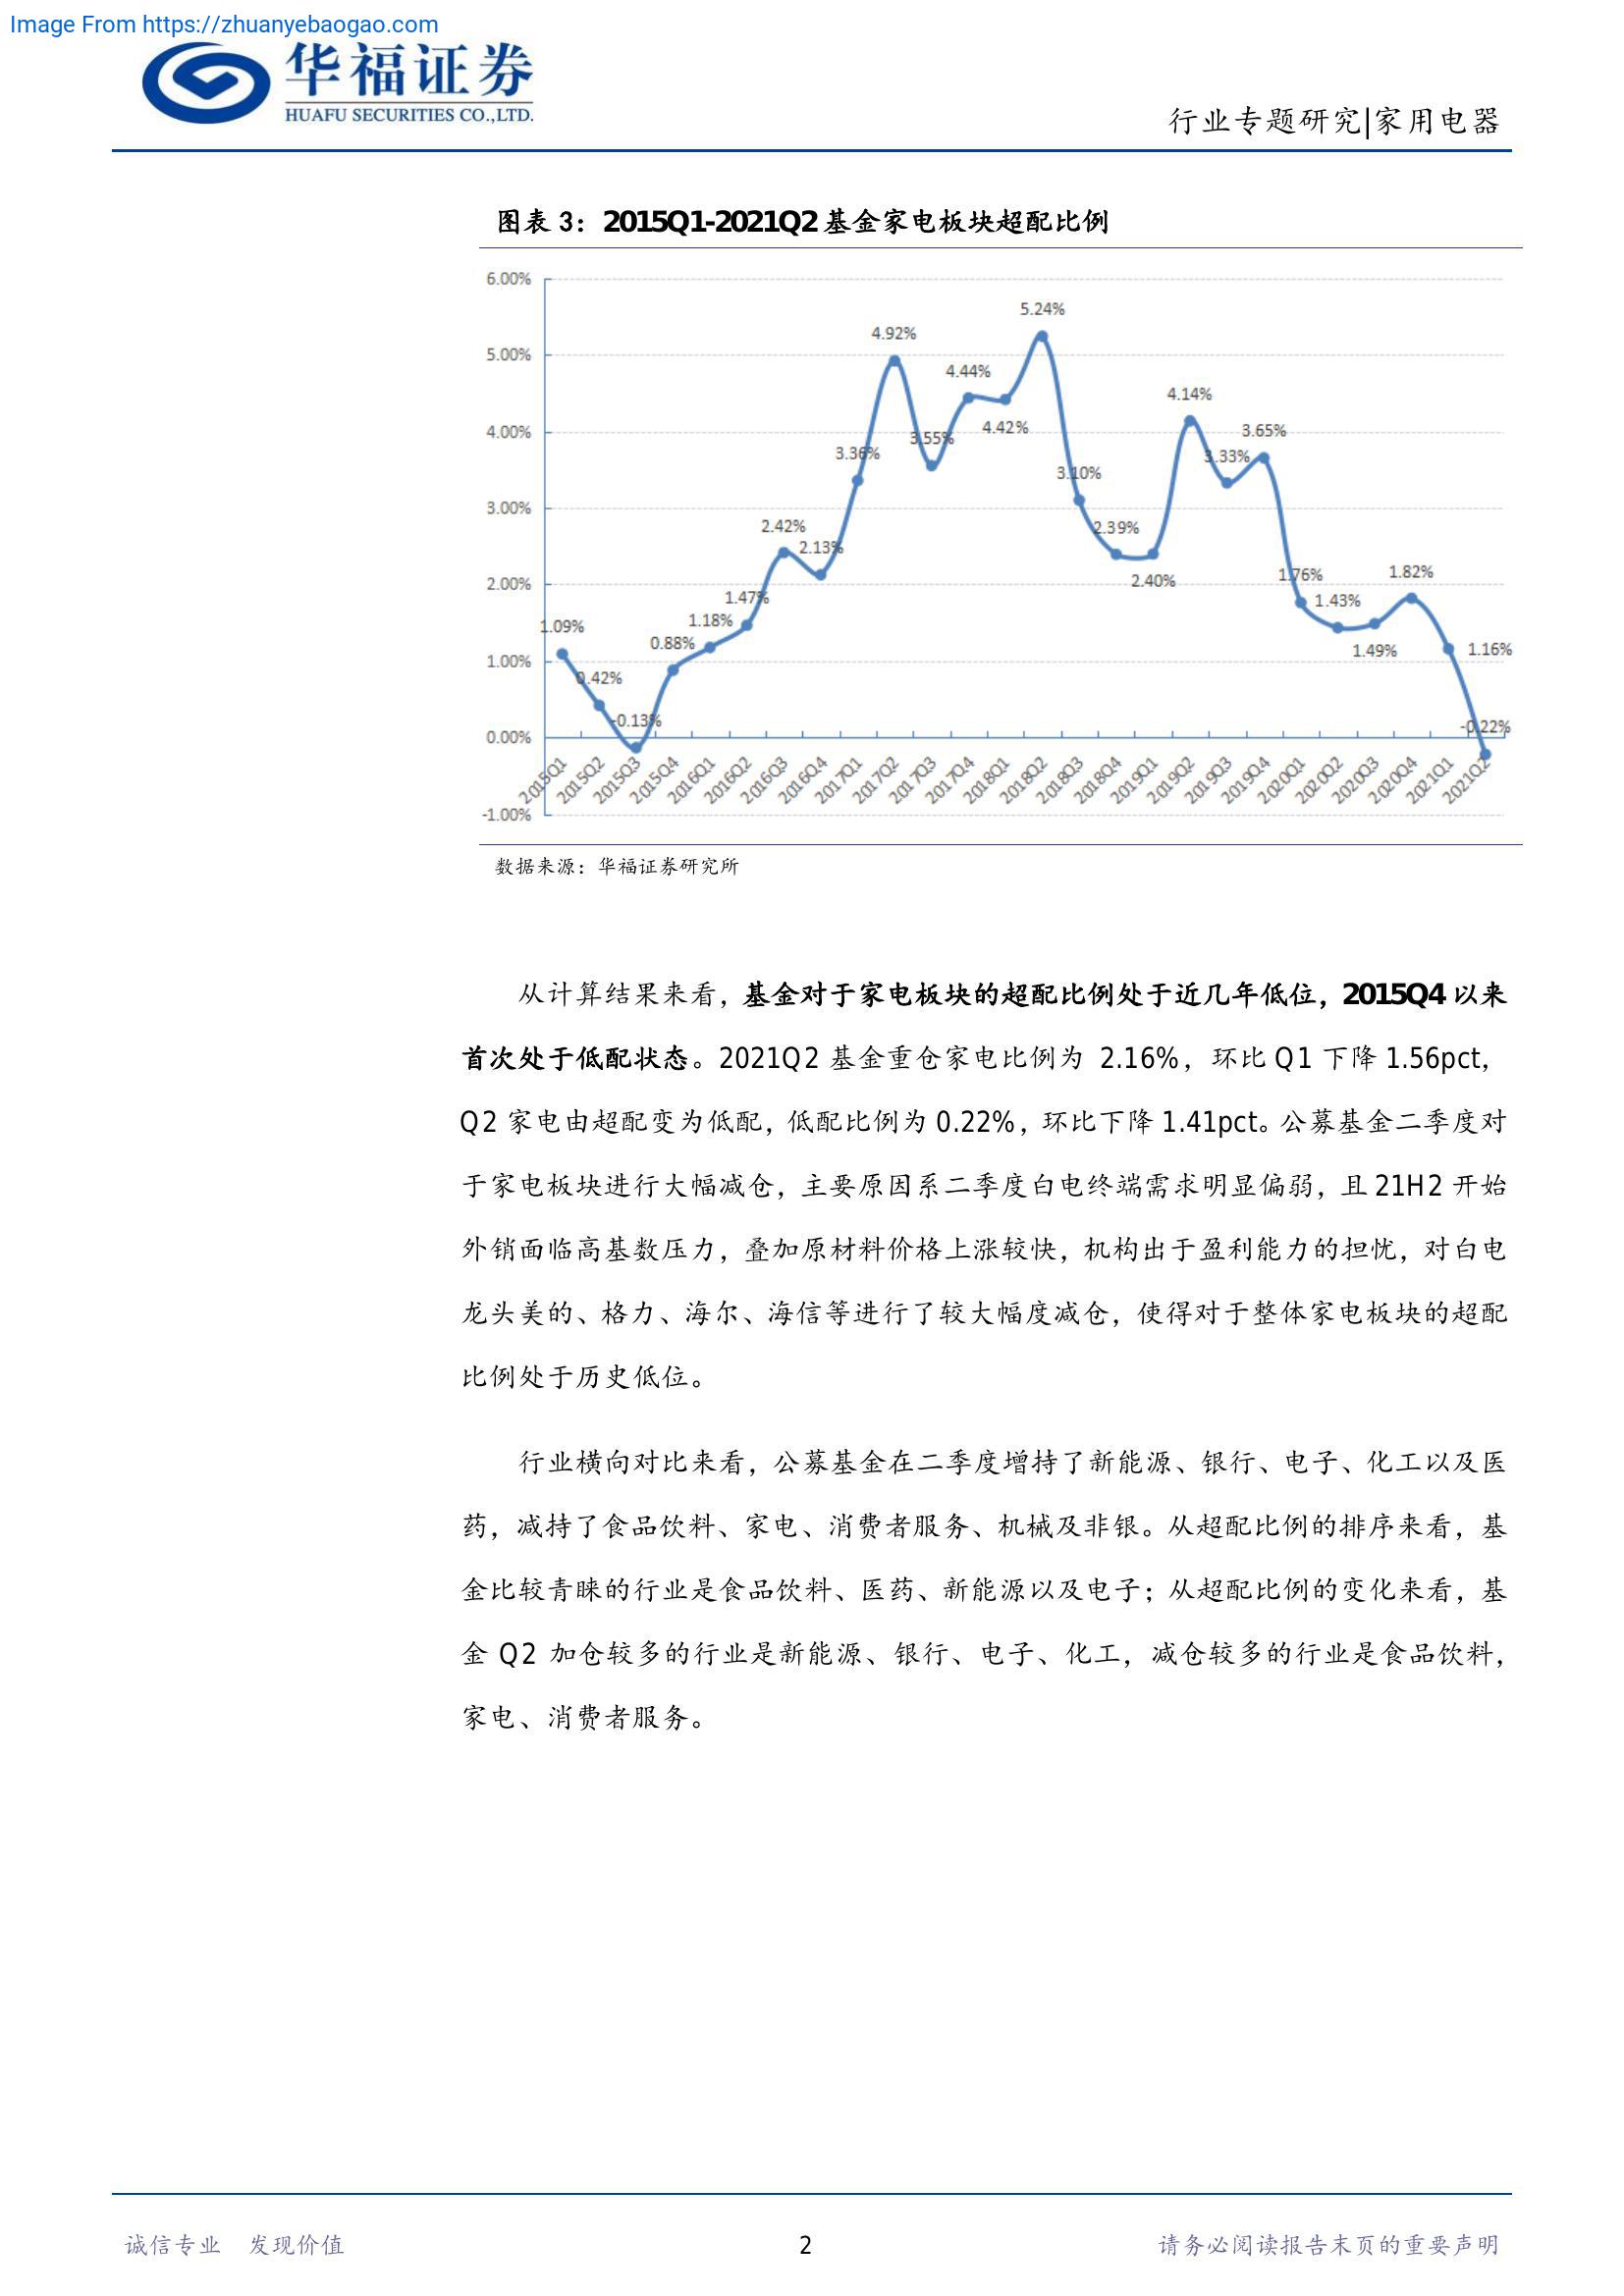 Image From https://zhuanyebaogao.com
华福证券
HUAFU SECURITIES CO.,LTD.
行业专题研究|家用电器
图表 3：2015Q1-2021Q2 基金家电板块超配比例
6.00%
5.00%
4.00%
3.00%
2.00%
1.00%
0.00%
-1.00%
1.09%
0.42%
-0.13%
0.88%
1.18%
1.47%
2.42%
2.13%
3.36%
4.92%
3.55%
4.44%
4.42%
5.24%
3.10%
2.39%
2.40%
4.14%
3.33%
3.65%
1.76%
1.43%
1.49%
1.82%
1.16%
-0.22%
2015Q1
2015Q2
2015Q3
2015Q4
2016Q1
2016Q2
2016Q3
2016Q4
2017Q1
2017Q2
2017Q3
2017Q4
2018Q1
2018Q2
2018Q3
2018Q4
2019Q1
2019Q2
2019Q3
2019Q4
2020Q1
2020Q2
2020Q3
2020Q4
2021Q1
2021Q2
数据来源：华福证券研究所
从计算结果来看，基金对于家电板块的超配比例处于近几年低位，2015Q4 以来
首次处于低配状态。2021Q2 基金重仓家电比例为 2.16%，环比 Q1 下降 1.56pct，
Q2 家电由超配变为低配，低配比例为 0.22%，环比下降 1.41pct。公募基金二季度对
于家电板块进行大幅减仓，主要原因系二季度白电终端需求明显偏弱，且 21H2 开始
外销面临高基数压力，叠加原材料价格上涨较快，机构出于盈利能力的担忧，对白电
龙头美的、格力、海尔、海信等进行了较大幅度减仓，使得对于整体家电板块的超配
比例处于历史低位。
行业横向对比来看，公募基金在二季度增持了新能源、银行、电子、化工以及医
药，减持了食品饮料、家电、消费者服务、机械及非银。从超配比例的排序来看，基
金比较青睐的行业是食品饮料、医药、新能源以及电子；从超配比例的变化来看，基
金 Q2 加仓较多的行业是新能源、银行、电子、化工，减仓较多的行业是食品饮料，
家电、消费者服务。
诚信专业 发现价值
2
请务必阅读报告末页的重要声明